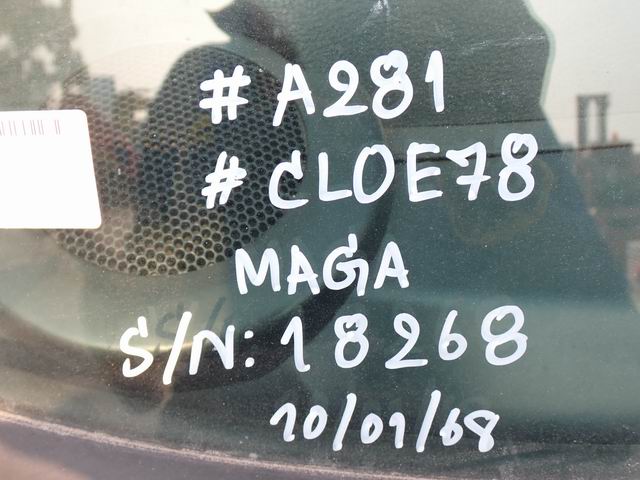 # A281
# CLOE78
MAGA
S/N: 18268
10/01/68